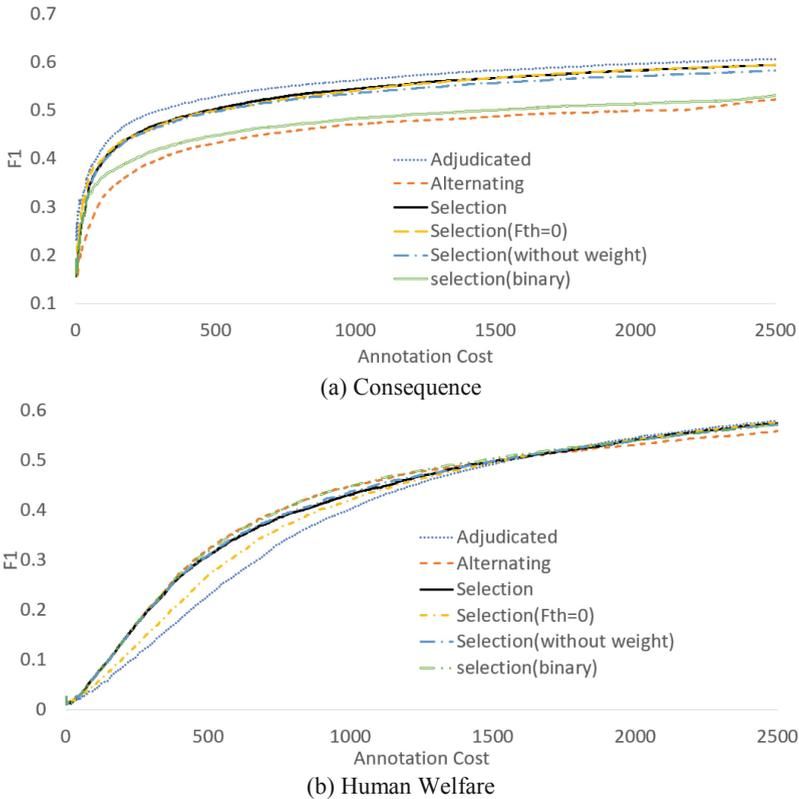 0.7
0.6
0.5
0.4
0.3
0.2
0.1
F1
Adjudicated
Alternating
Selection
Selection(Fth=0)
Selection(without weight)
selection(binary)
0 500 1000 1500 2000 2500
Annotation Cost
(a) Consequence
0.6
0.5
0.4
0.3
0.2
0.1
0
F1
Adjudicated
Alternating
Selection
Selection(Fth=0)
Selection(without weight)
selection(binary)
0 500 1000 1500 2000 2500
Annotation Cost
(b) Human Welfare